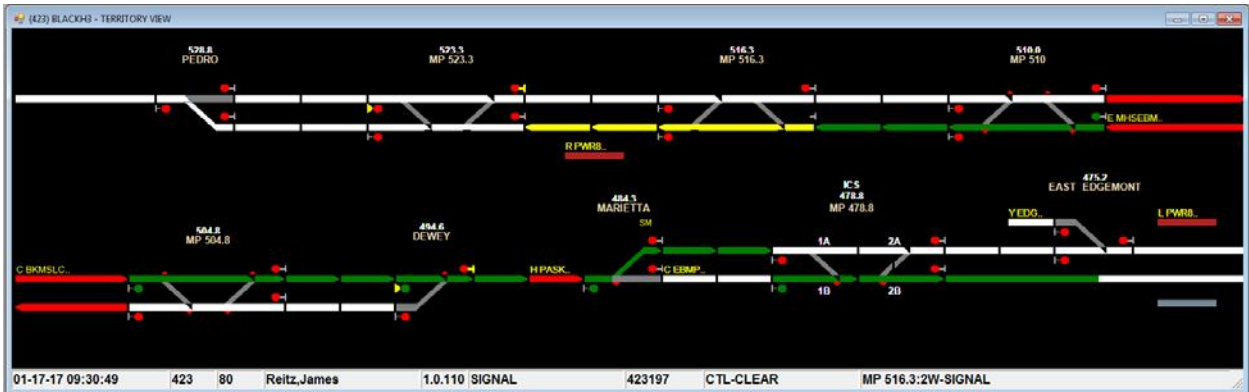 (423) BLACKH3 - TERRITORY VIEW
528.8
PEDRO
523.3
MP 523.3
516.3
MP 516.3
510.0
MP 510
E MHSEBM..
R PWR8..
484.3
MARIETTA
SM
ICS
478.8
MP 478.8
475.2
EAST EDGEMONT
504.8
MP 504.8
494.6
DEWEY
Y EDG..
L PWR8..
1A 2A
C BKMSLC..
H PASK..
C EBMP..
1B 2B
01-17-17 09:30:49 423 80 Reitz,James 1.0.110 SIGNAL 423197 CTL-CLEAR MP 516.3:2W-SIGNAL